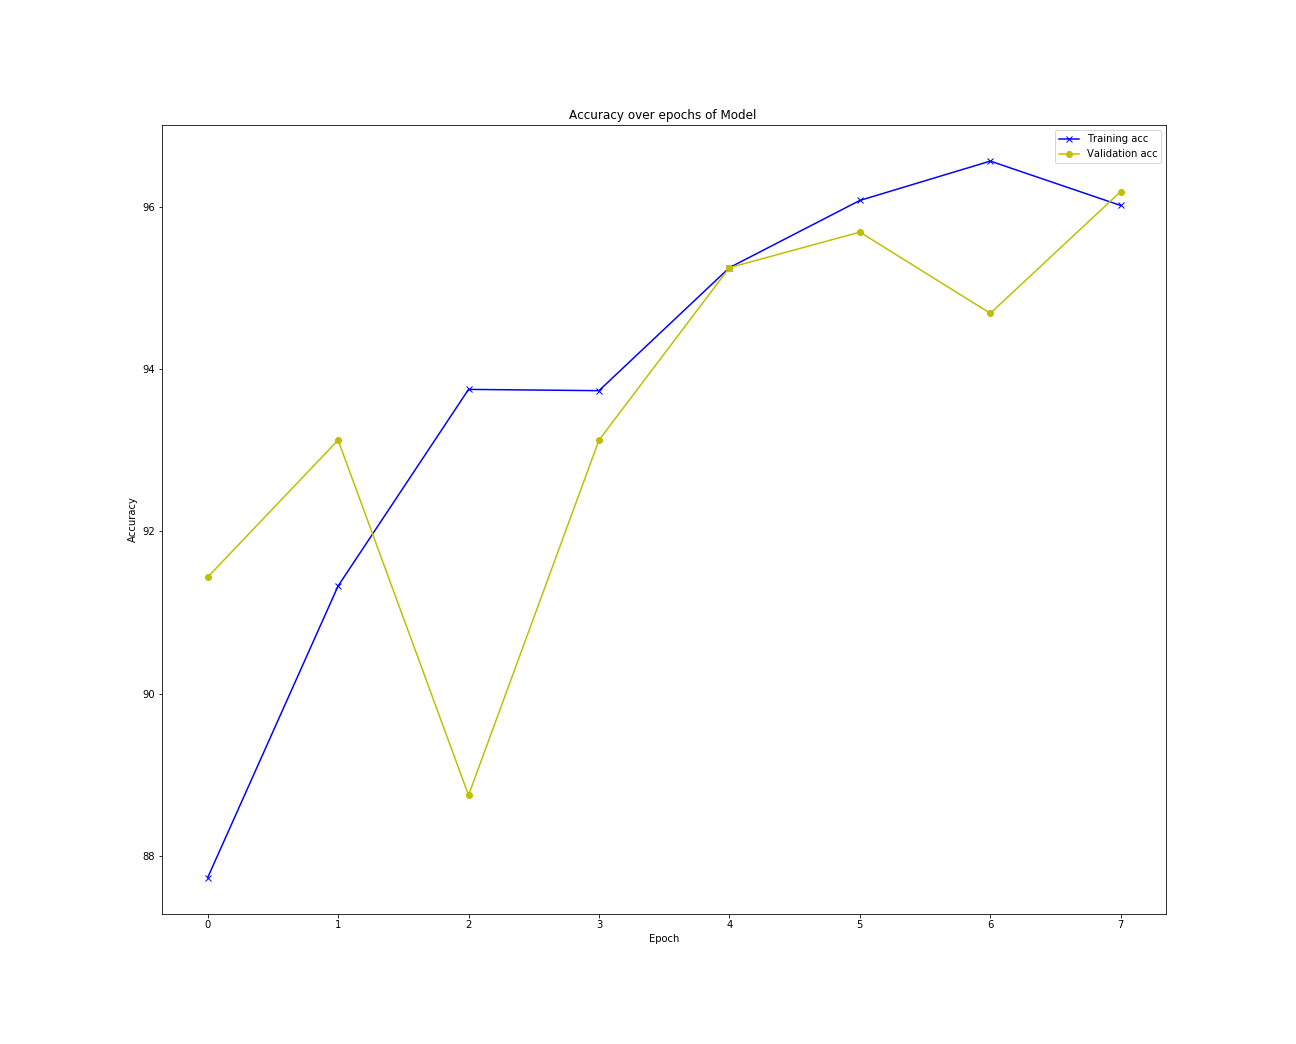 Accuracy over epochs of Model
Training acc
Validation acc
96
94
92
90
88
Accuracy
0 1 2 3 4 5 6 7
Epoch